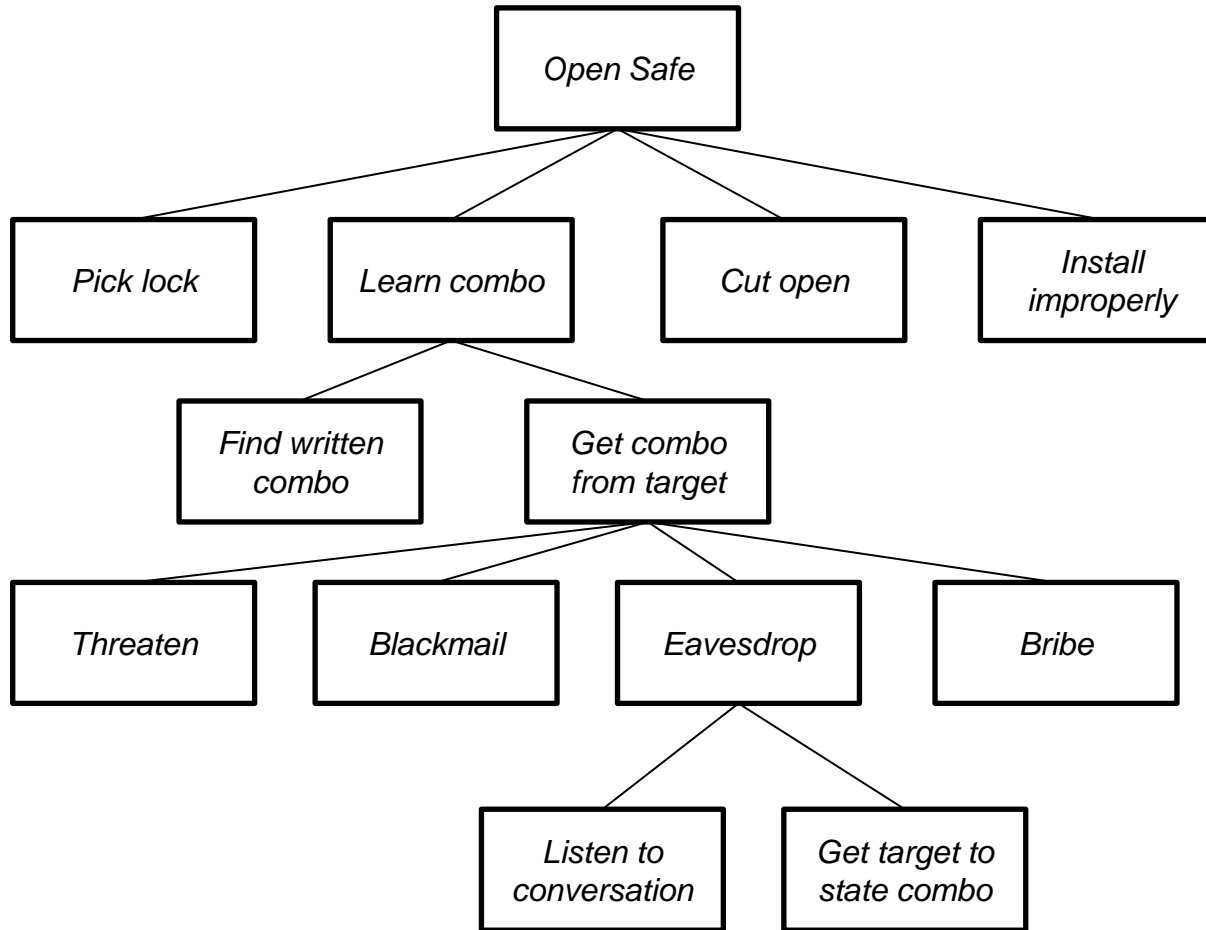 Open Safe
Pick lock
Learn combo
Cut open
Install
improperly
Find written
combo
Get combo
from target
Threaten
Blackmail
Eavesdrop
Bribe
Listen to
conversation
Get target to
state combo